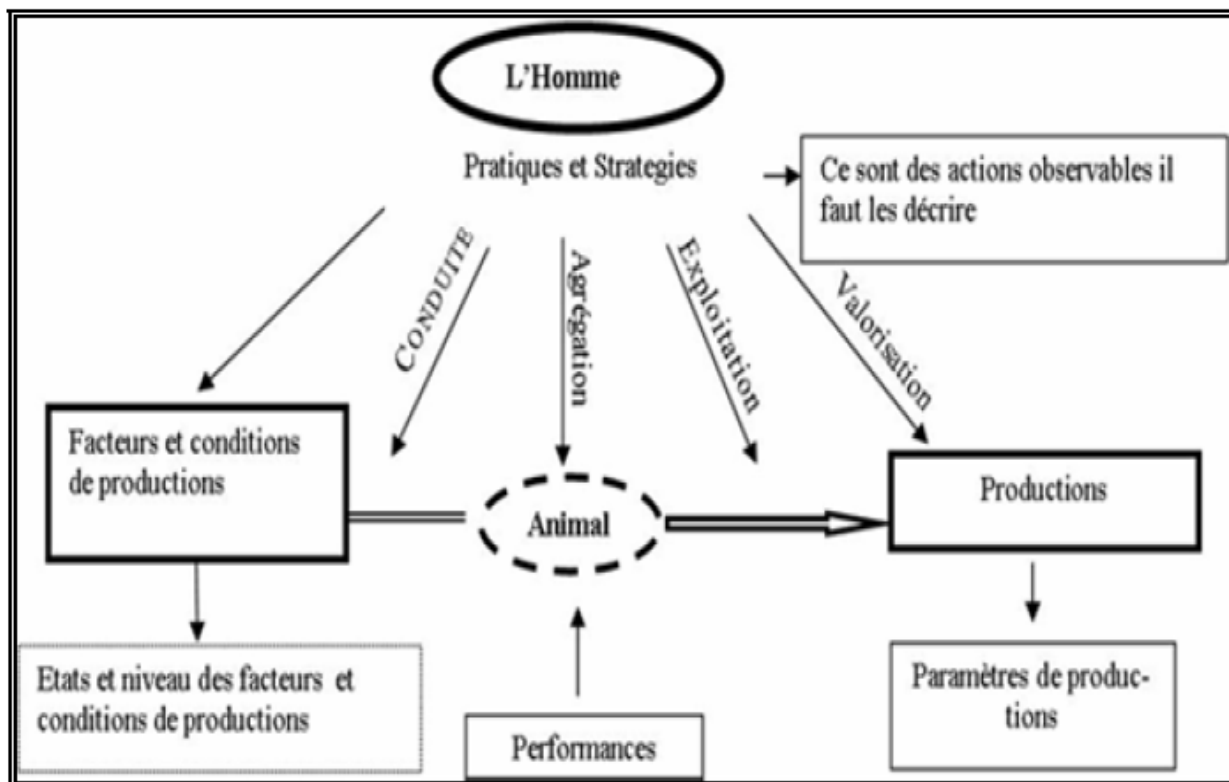 L'Homme
Pratiques et Strategies
Ce sont des actions observables il
faut les décrire
CONDUITE
Agrégation
Exploitation
Valorisation
Facteurs et conditions
de productions
Animal
Productions
Etats et niveau des facteurs et
conditions de productions
Performances
Paramètres de produc-
tions